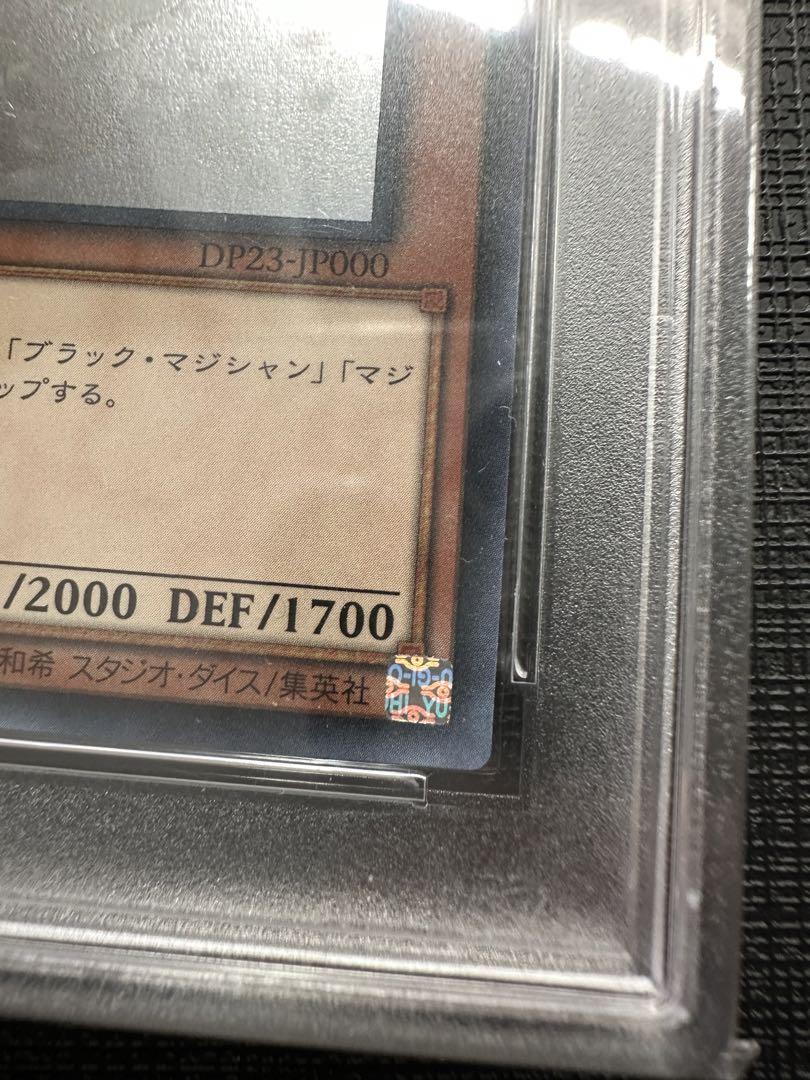 DP23-JP000
「ブラック・マジシャン」「マジ
ップする。
/2000 DEF/1700
和希 スタジオ・ダイス/集英社